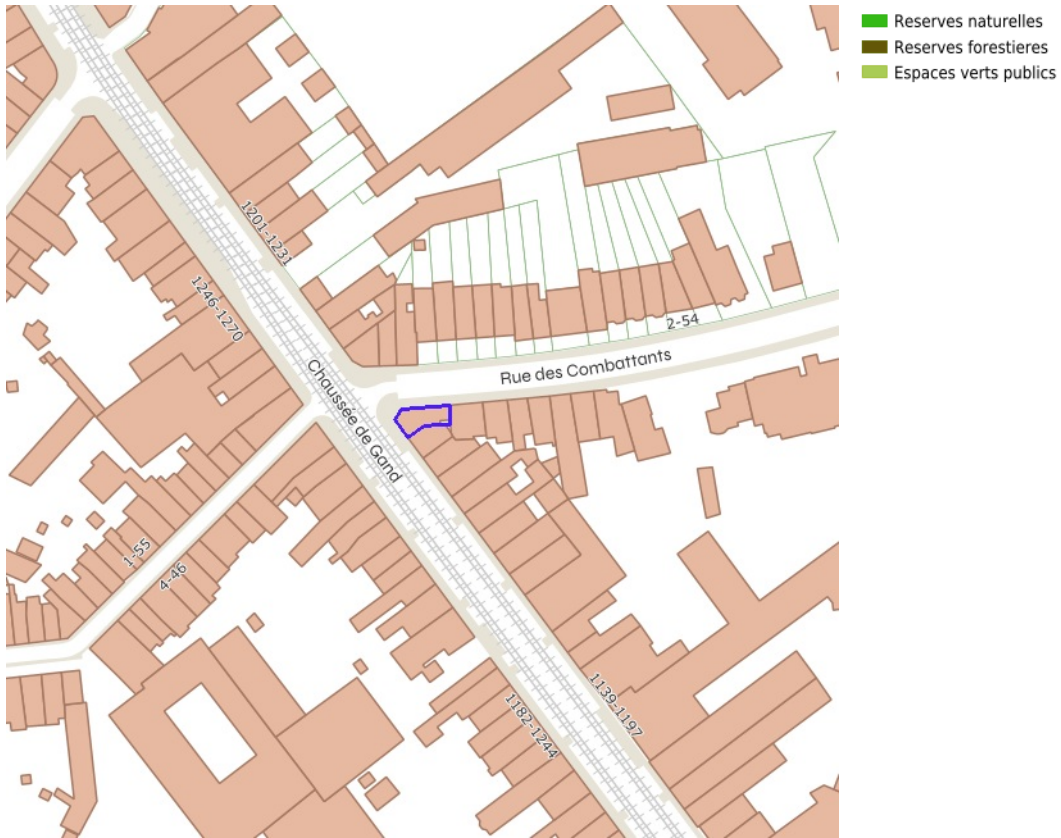 Reserves naturelles
Reserves forestieres
Espaces verts publics
1201-1231
1246-1270
2-54
Rue des Combattants
Chaussée de Gand
1-55
4-46
1139-1197
1182-1244